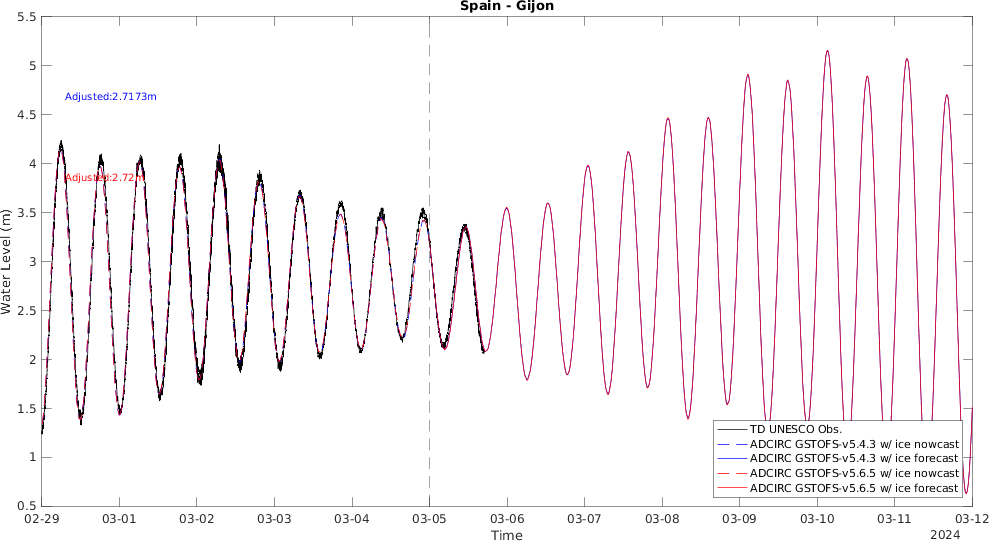 Spain - Gijon
5.5
5
4.5
4
3.5
3
2.5
2
1.5
1
0.5
Water Level (m)
Adjusted:2.7173m
Adjusted:2.72
TD UNESCO Obs.
ADCIRC GSTOFS-v5.4.3 w/ ice nowcast
ADCIRC GSTOFS-v5.4.3 w/ ice forecast
ADCIRC GSTOFS-v5.6.5 w/ ice nowcast
ADCIRC GSTOFS-v5.6.5 w/ ice forecast
02-29 03-01 03-02 03-03 03-04 03-05 03-06 03-07 03-08 03-09 03-10 03-11 03-12
Time
2024